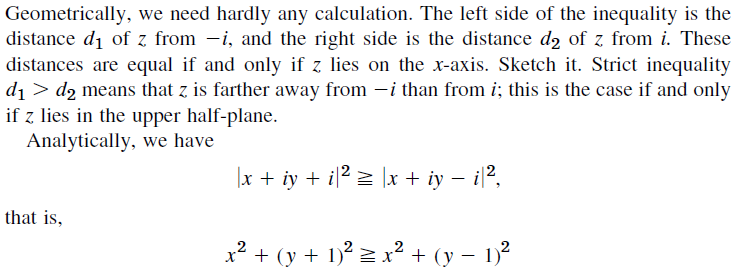 Geometrically, we need hardly any calculation. The left side of the inequality is the
distance d₁ of z from −i, and the right side is the distance d₂ of z from i. These
distances are equal if and only if z lies on the x-axis. Sketch it. Strict inequality
d₁ > d₂ means that z is farther away from −i than from i; this is the case if and only
if z lies in the upper half-plane.
Analytically, we have
|x + iy + i|² ≧ |x + iy − i|²,
that is,
x² + (y + 1)² ≧ x² + (y − 1)²